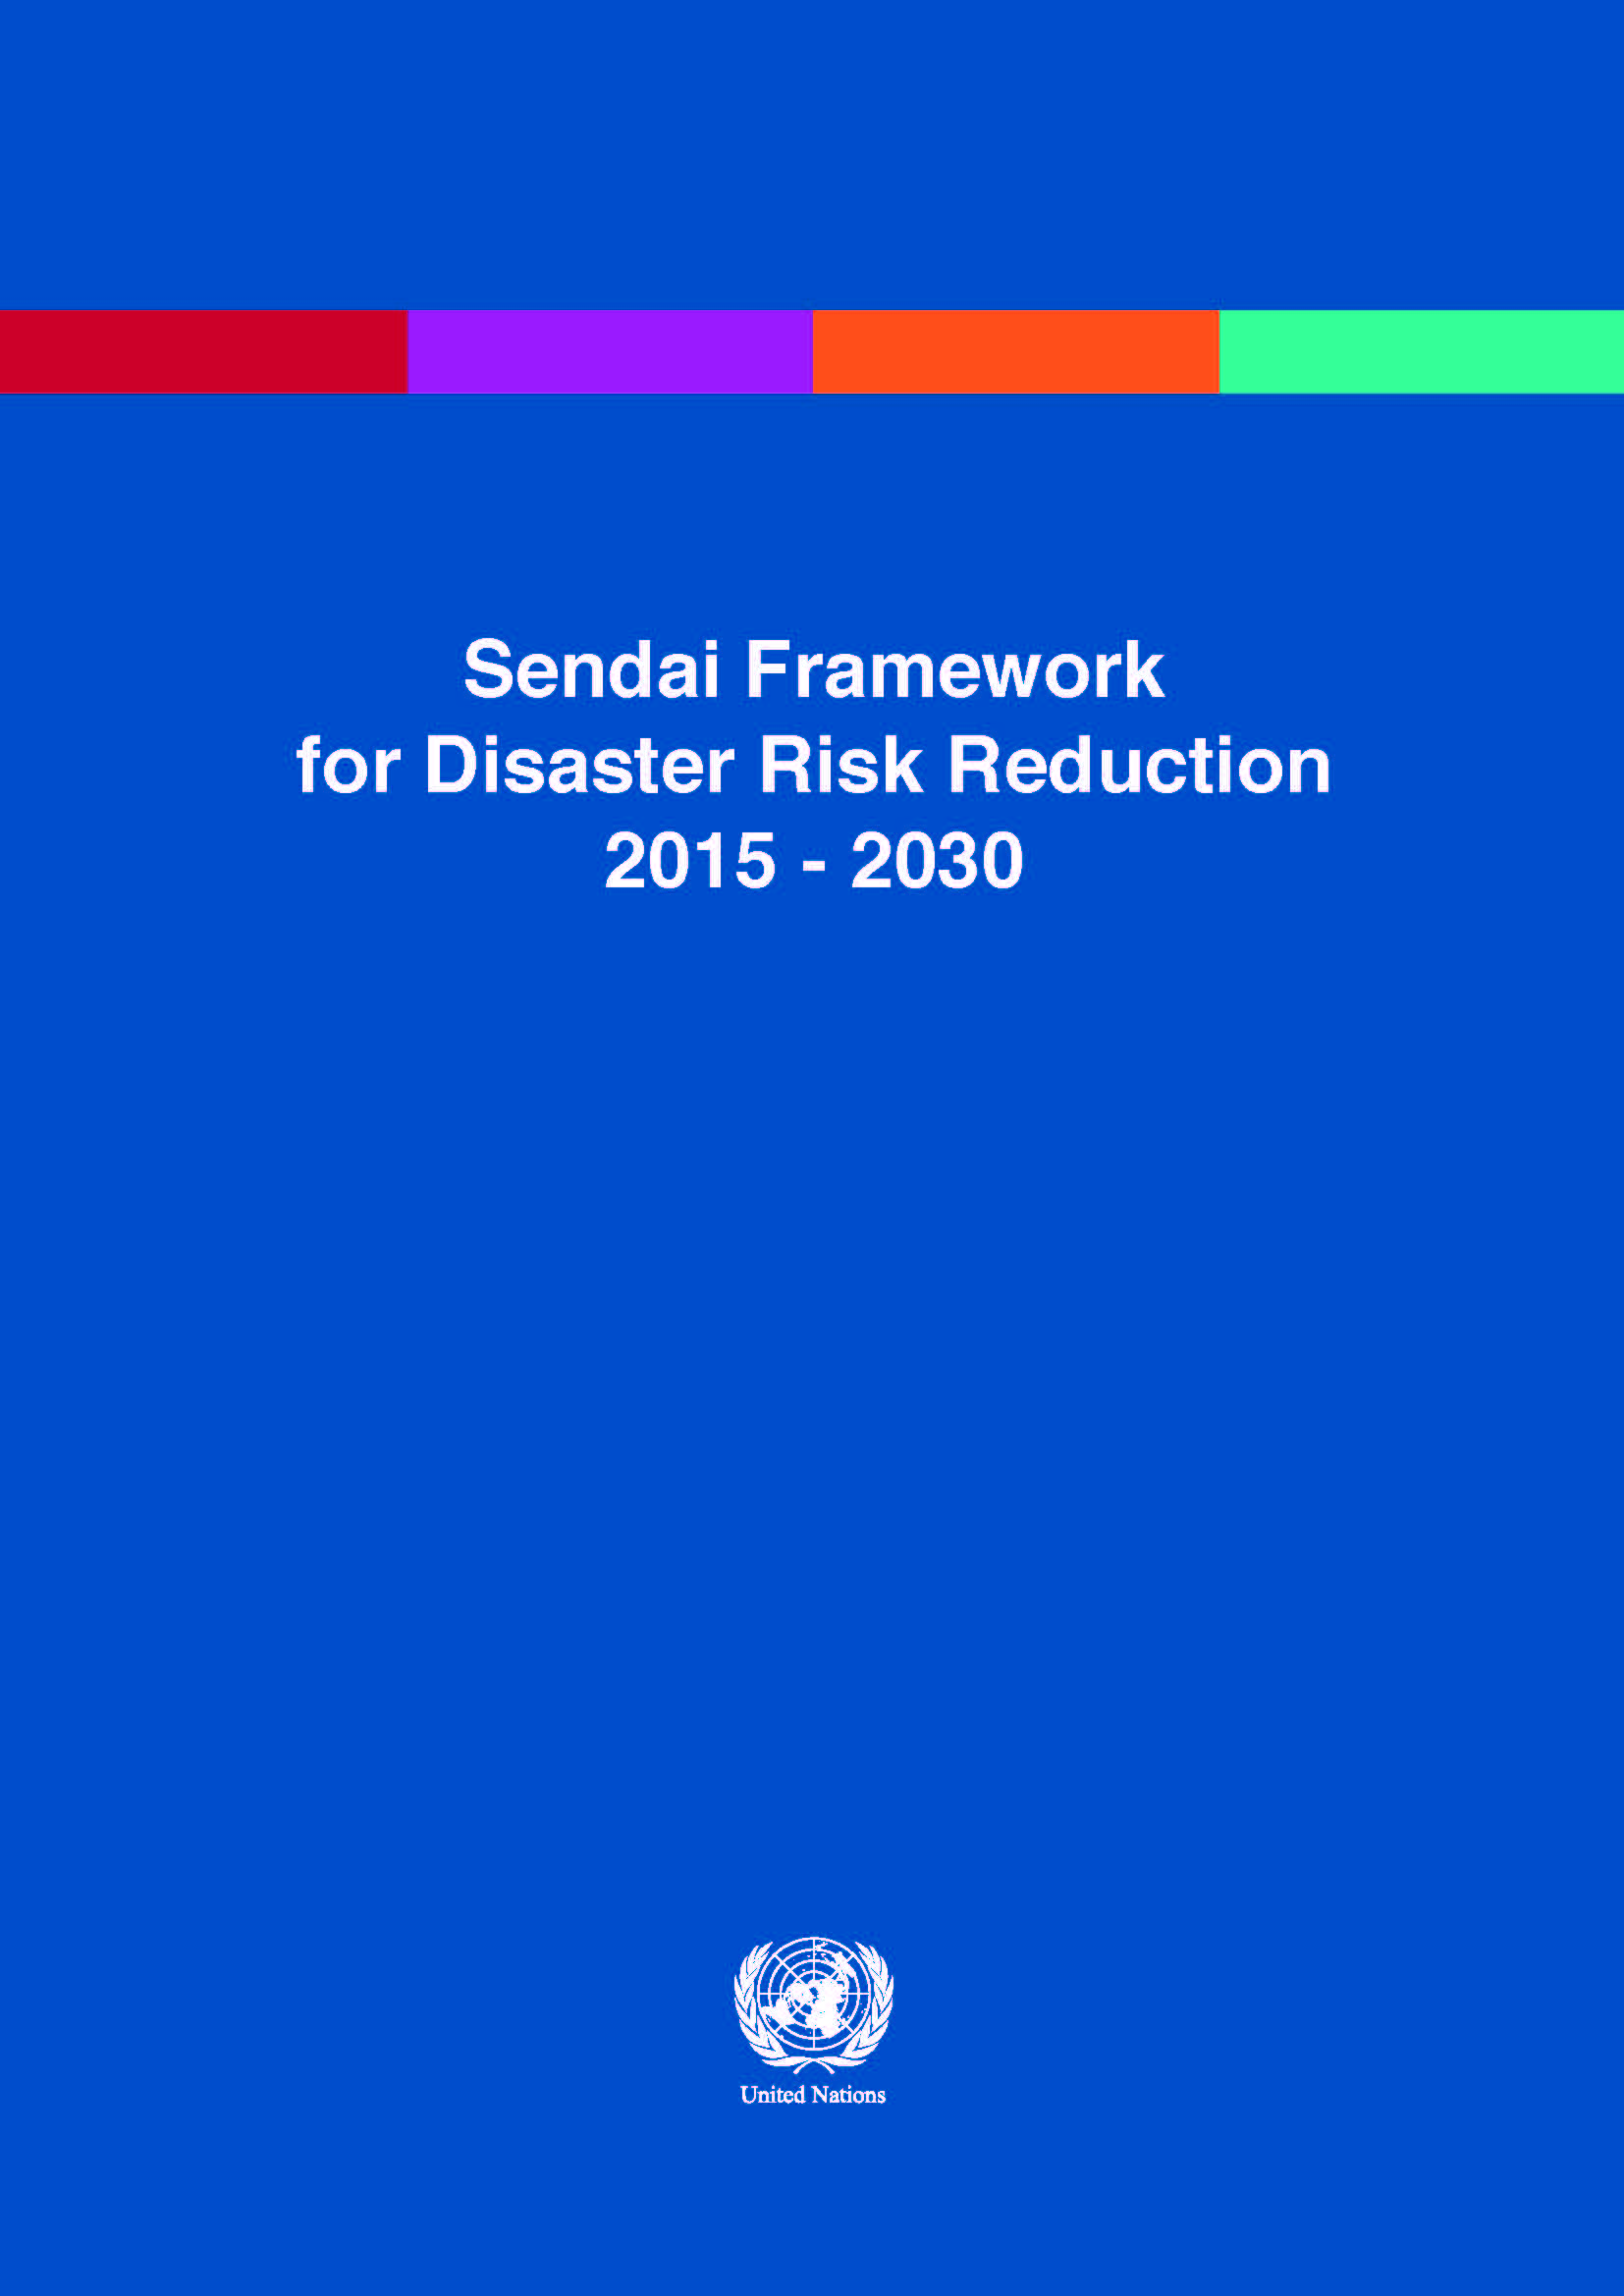 Sendai Framework
for Disaster Risk Reduction
2015 - 2030
United Nations